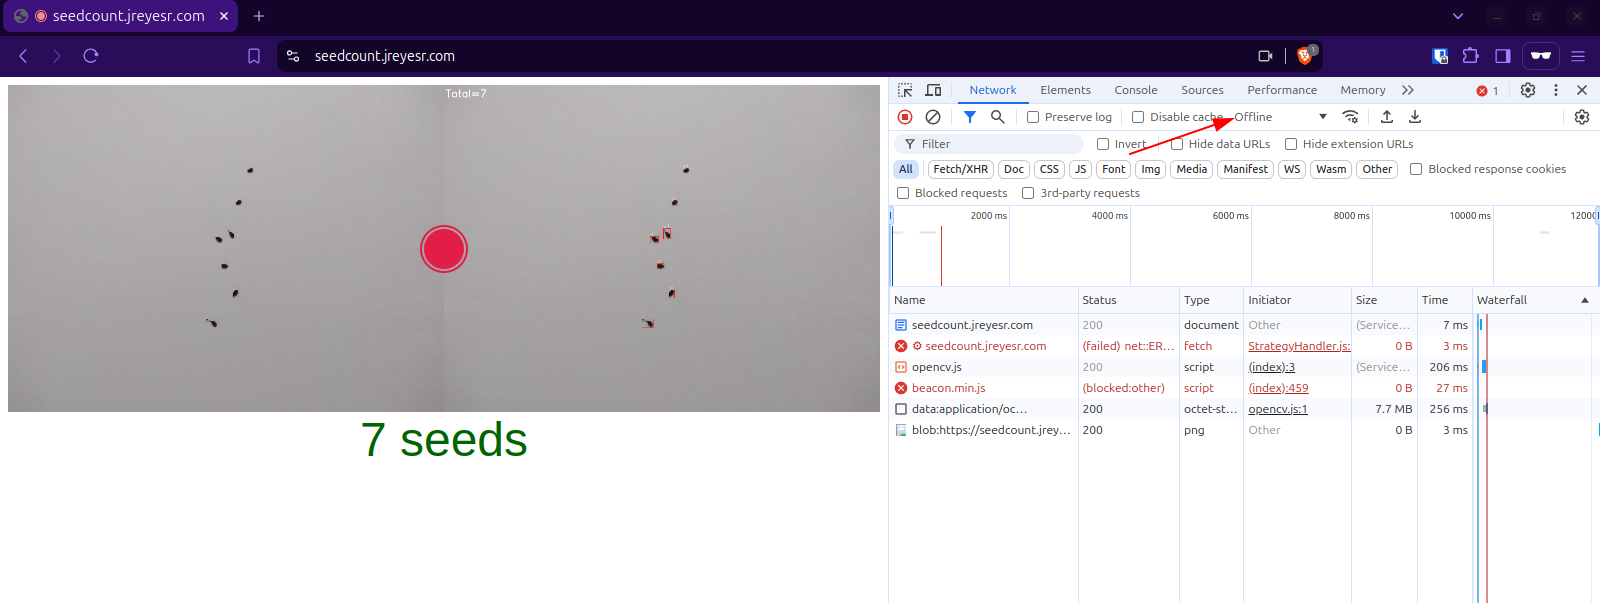 seedcount.jreyesr.com
seedcount.jreyesr.com
1
Total=7
7 seeds
Network Elements Console Sources Performance Memory 1
Preserve log Disable cache Offline
Filter Invert Hide data URLs Hide extension URLs
All Fetch/XHR Doc CSS JS Font Img Media Manifest WS Wasm Other Blocked response cookies
Blocked requests 3rd-party requests
2000 ms 4000 ms 6000 ms 8000 ms 10000 ms 12000
Name Status Type Initiator Size Time Waterfall
seedcount.jreyesr.com 200 document Other (Service... 7 ms
seedcount.jreyesr.com (failed) net::ER... fetch StrategyHandler.js: 0 B 3 ms
opencv.js 200 script (index):3 (Service... 206 ms
beacon.min.js (blocked:other) script (index):459 0 B 27 ms
data:application/oc... 200 octet-st... opencv.js:1 7.7 MB 256 ms
blob:https://seedcount.jrey... 200 png Other 0 B 3 ms